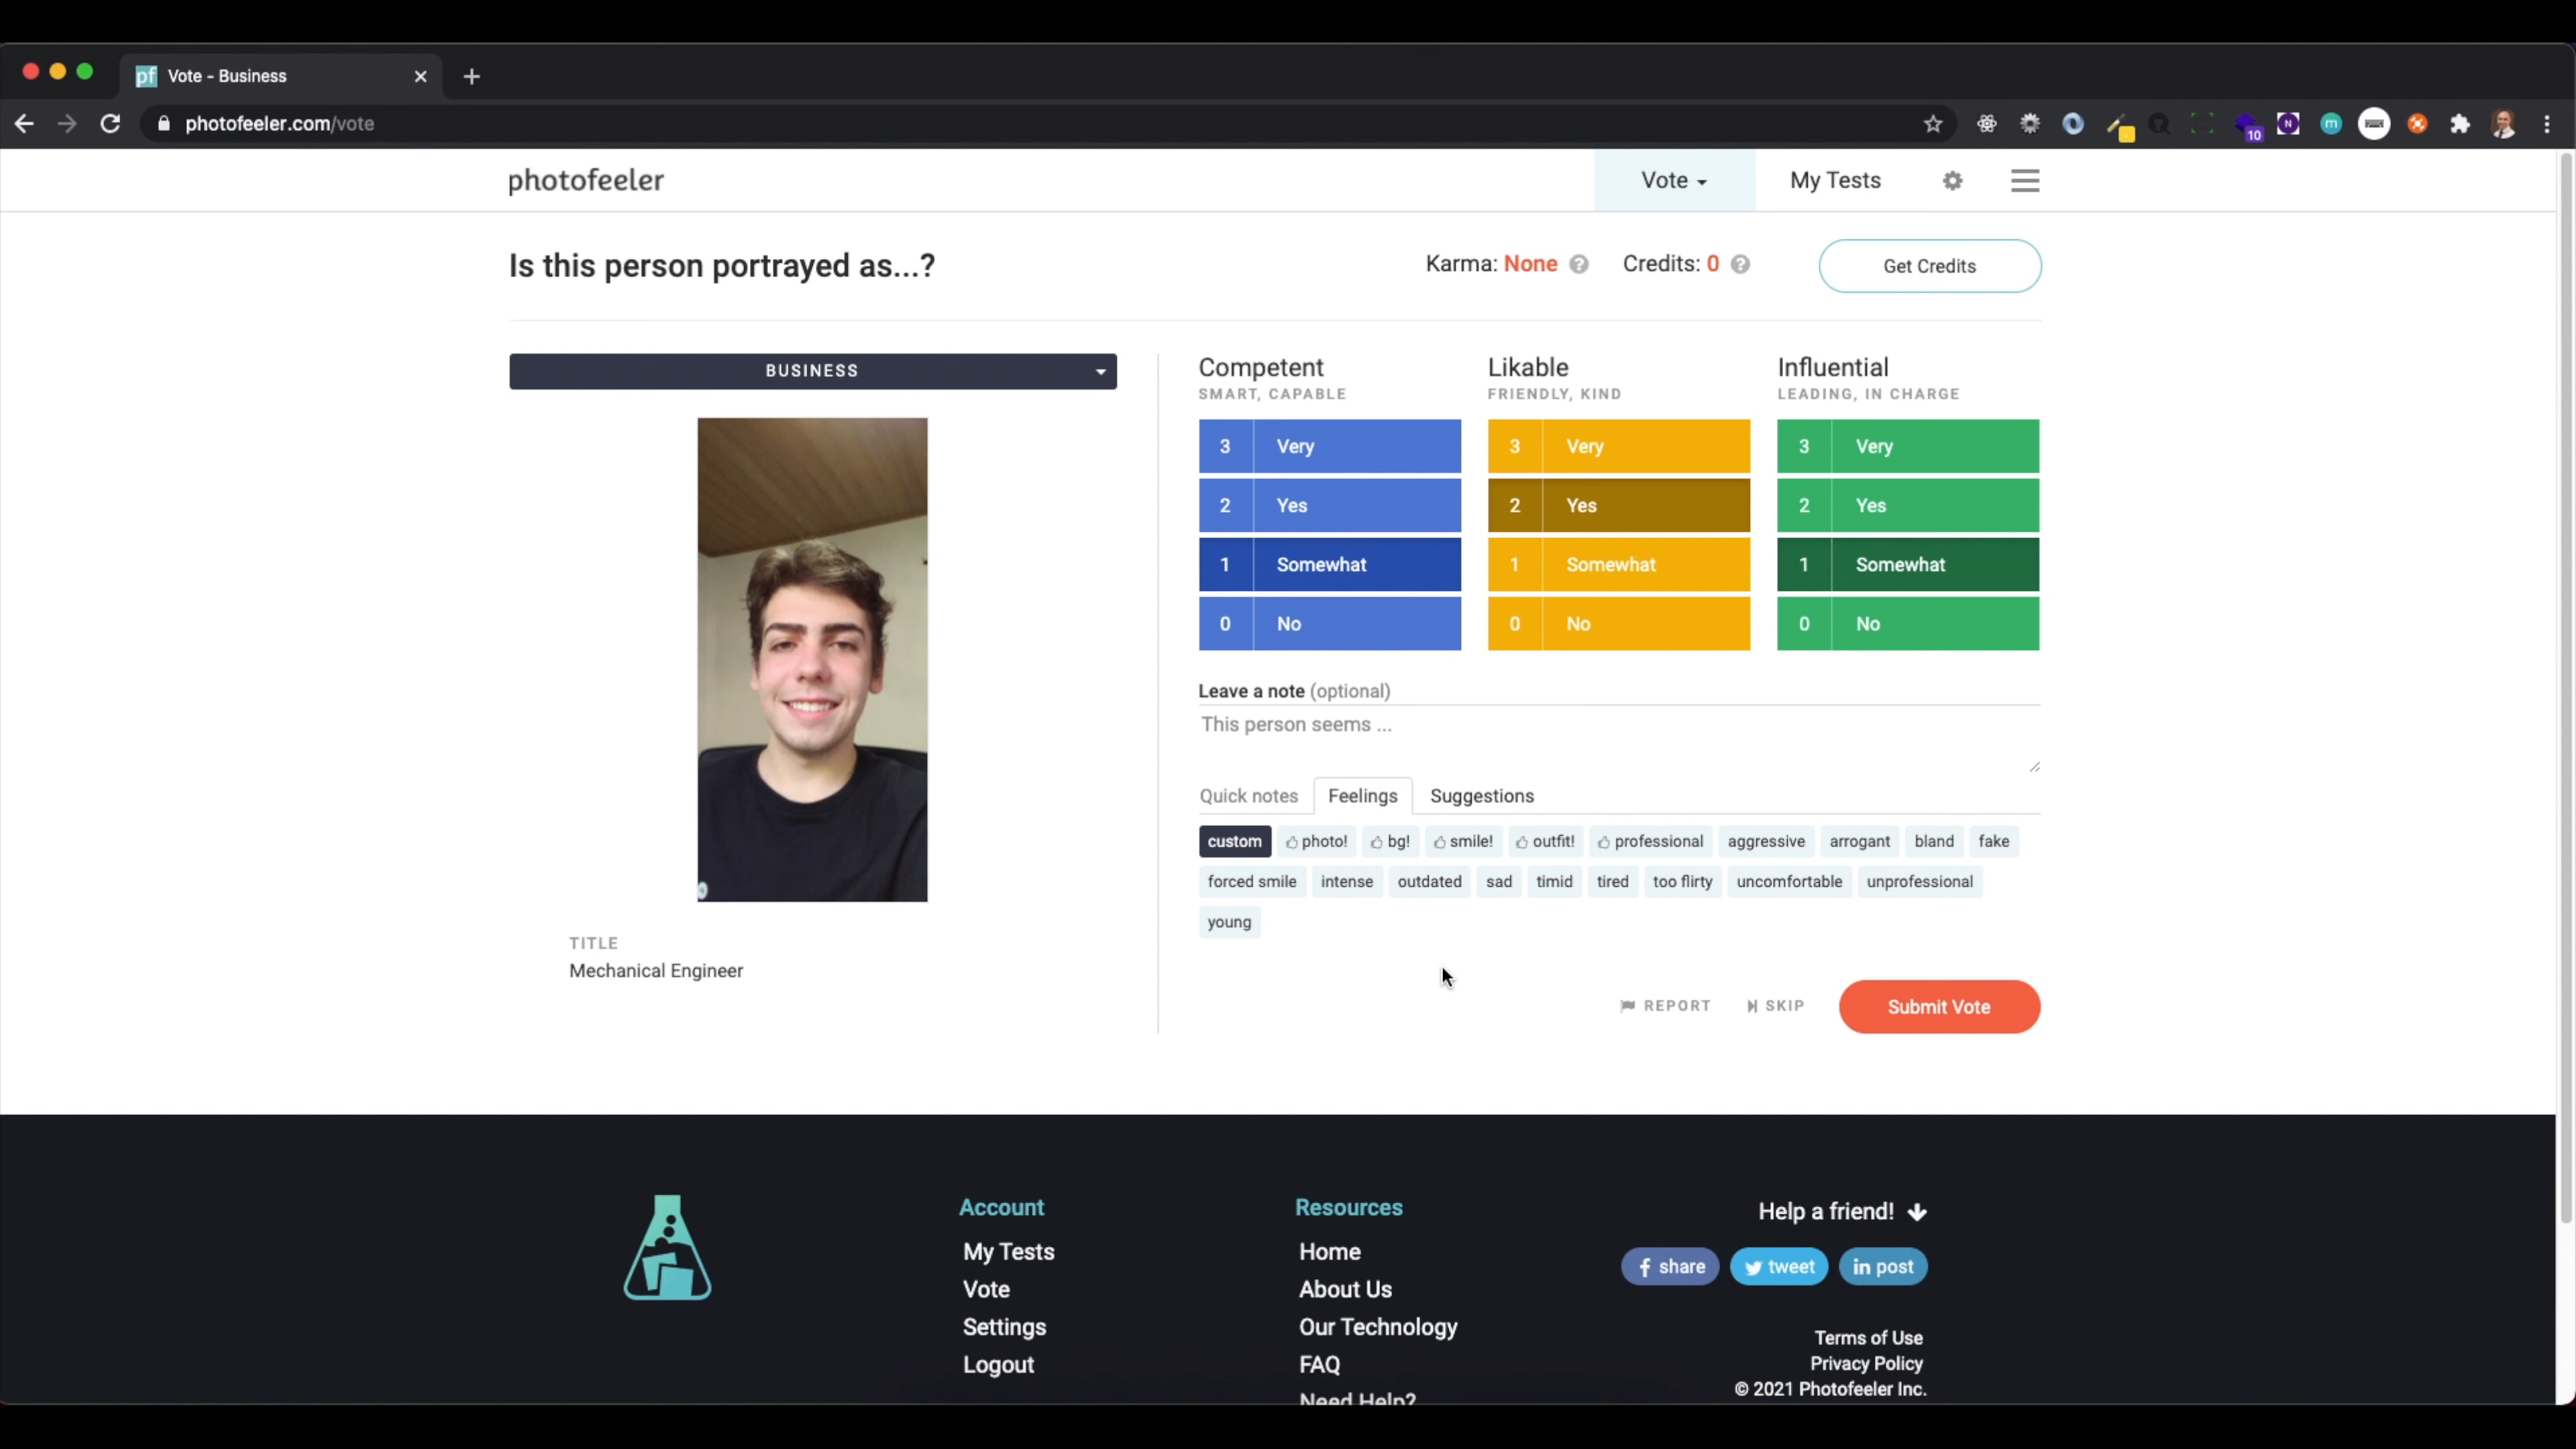 pf Vote - Business
photofeeler.com/vote
10
N
m
photofeeler
Vote
My Tests
Is this person portrayed as...?
Karma: None ?
Credits: 0 ?
Get Credits
BUSINESS
TITLE
Mechanical Engineer
Competent
SMART, CAPABLE
3 Very
2 Yes
1 Somewhat
0 No
Likable
FRIENDLY, KIND
3 Very
2 Yes
1 Somewhat
0 No
Influential
LEADING, IN CHARGE
3 Very
2 Yes
1 Somewhat
0 No
Leave a note (optional)
This person seems ...
Quick notes Feelings Suggestions
custom photo! bg! smile! outfit! professional aggressive arrogant bland fake
forced smile intense outdated sad timid tired too flirty uncomfortable unprofessional
young
REPORT SKIP Submit Vote
Account
My Tests
Vote
Settings
Logout
Resources
Home
About Us
Our Technology
FAQ
Need Help?
Help a friend!
f share tweet in post
Terms of Use
Privacy Policy
© 2021 Photofeeler Inc.